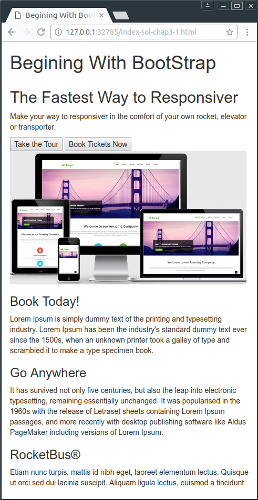 Begining With Boo
127.0.0.1:32785/index-sol-chap3-1.html
Begining With BootStrap
The Fastest Way to Responsiver
Make your way to responsiver in the comfort of your own rocket, elevator
or transporter.
Take the Tour
Book Tickets Now
Book Today!
Lorem Ipsum is simply dummy text of the printing and typesetting
industry. Lorem Ipsum has been the industry's standard dummy text ever
since the 1500s, when an unknown printer took a galley of type and
scrambled it to make a type specimen book.
Go Anywhere
It has survived not only five centuries, but also the leap into electronic
typesetting, remaining essentially unchanged. It was popularised in the
1960s with the release of Letraset sheets containing Lorem Ipsum
passages, and more recently with desktop publishing software like Aldus
PageMaker including versions of Lorem Ipsum.
RocketBus®
Etiam nunc turpis, mattis id nibh eget, laoreet elementum lectus. Quisque
ut orci sed dui lacinia suscipit. Aliquam ligula lectus, euismod a tincidunt